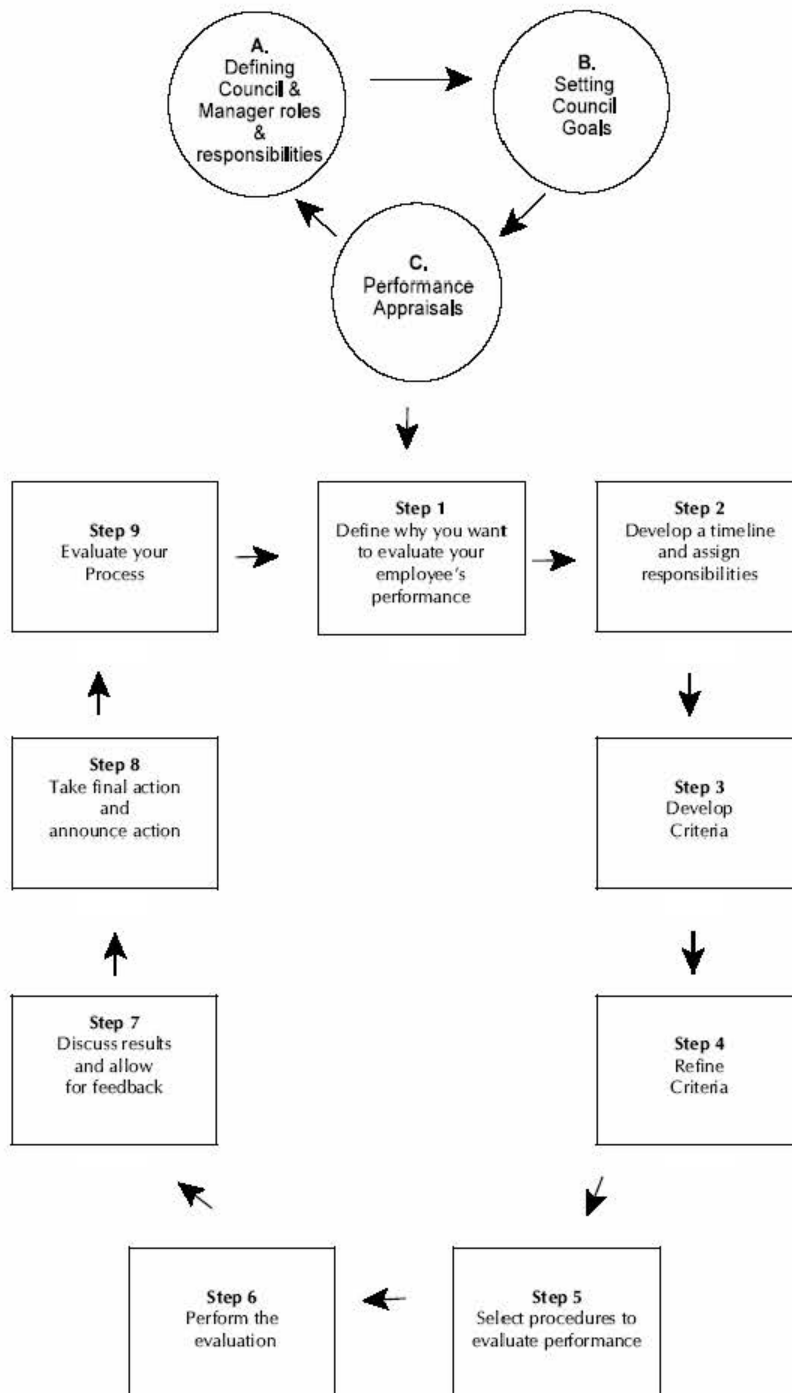 A.
Defining
Council &
Manager roles
&
responsibilities
B.
Setting
Council
Goals
C.
Performance
Appraisals
Step 9
Evaluate your
Process
Step 1
Define why you want
to evaluate your
employee's
performance
Step 2
Develop a timeline
and assign
responsibilities
Step 8
Take final action
and
announce action
Step 3
Develop
Criteria
Step 7
Discuss results
and allow
for feedback
Step 4
Refine
Criteria
Step 6
Perform the
evaluation
Step 5
Select procedures to
evaluate performance